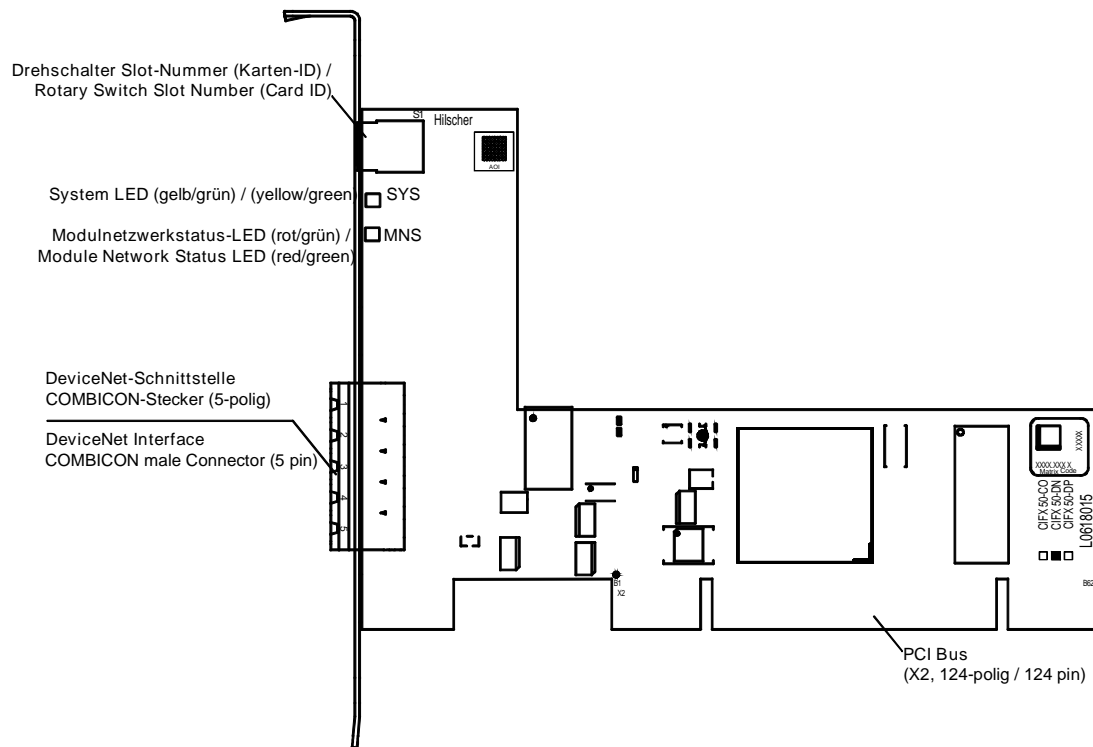 Drehschalter Slot-Nummer (Karten-ID) /
Rotary Switch Slot Number (Card ID)
S1
Hilscher
AOI
System LED (gelb/grün) / (yellow/green)
SYS
Modulnetzwerkstatus-LED (rot/grün) /
Module Network Status LED (red/green)
MNS
DeviceNet-Schnittstelle
COMBICON-Stecker (5-polig)
DeviceNet Interface
COMBICON male Connector (5 pin)
1
2
3
4
5
XXXX
XXXX.XXX X
Matrix Code
CIFX 50-CO
CIFX 50-DN
CIFX 50-DP
L0618015
B1
X2
B62
PCI Bus
(X2, 124-polig / 124 pin)